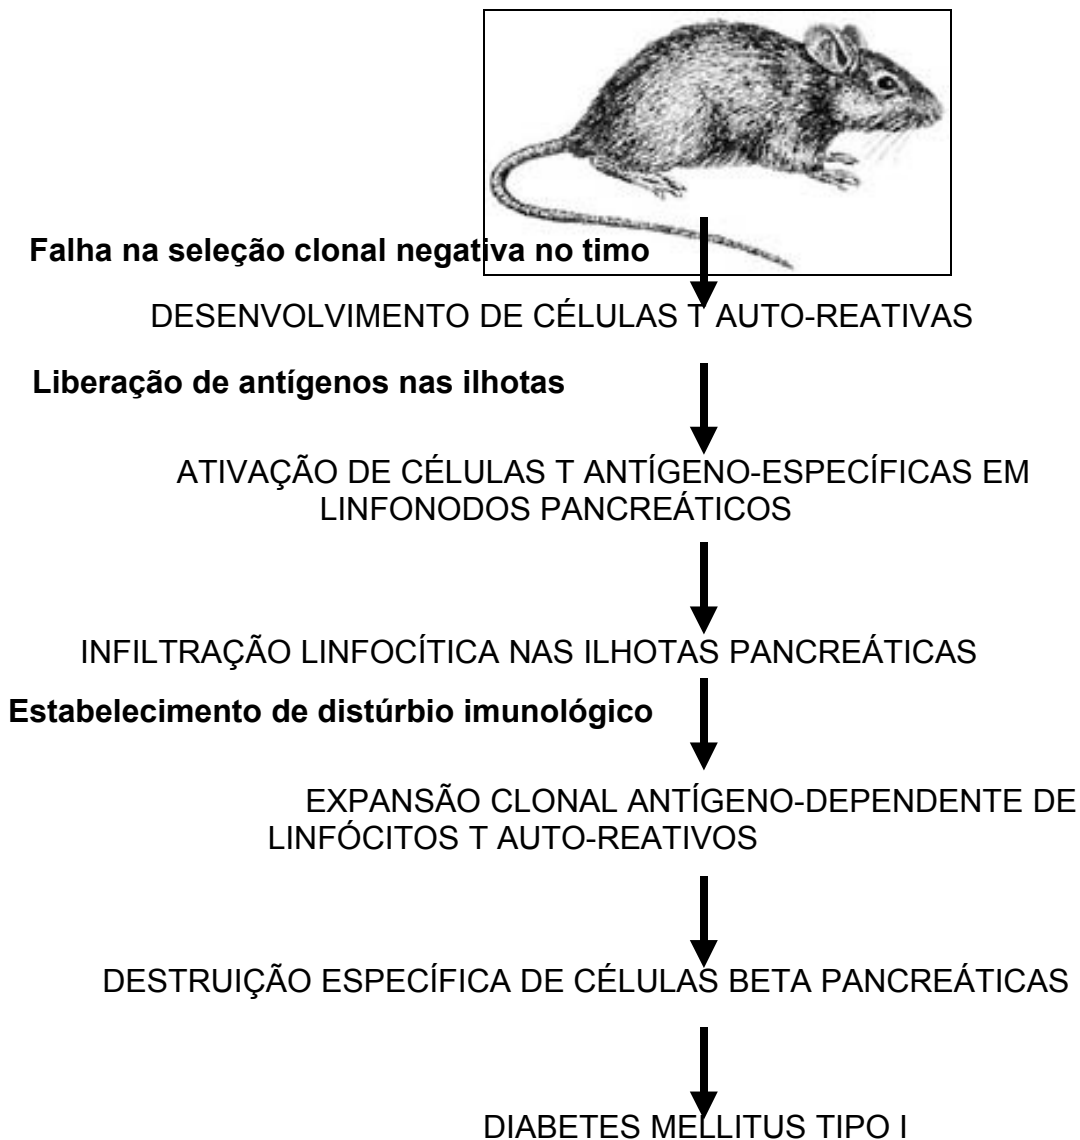 Falha na seleção clonal negativa no timo
DESENVOLVIMENTO DE CÉLULAS T AUTO-REATIVAS
Liberação de antígenos nas ilhotas
ATIVAÇÃO DE CÉLULAS T ANTÍGENO-ESPECÍFICAS EM
LINFONODOS PANCREÁTICOS
INFILTRAÇÃO LINFOCÍTICA NAS ILHOTAS PANCREÁTICAS
Estabelecimento de distúrbio imunológico
EXPANSÃO CLONAL ANTÍGENO-DEPENDENTE DE
LINFÓCITOS T AUTO-REATIVOS
DESTRUIÇÃO ESPECÍFICA DE CÉLULAS BETA PANCREÁTICAS
DIABETES MELLITUS TIPO I